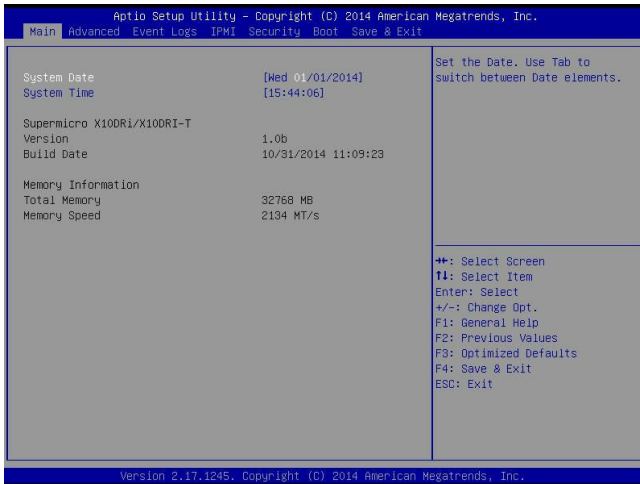 Aptio Setup Utility – Copyright (C) 2014 American Megatrends, Inc.
Main Advanced Event Logs IPMI Security Boot Save & Exit
System Date [Wed 01/01/2014]
System Time [15:44:06]
Supermicro X10DRi/X10DRI-T
Version 1.0b
Build Date 10/31/2014 11:09:23
Memory Information
Total Memory 32768 MB
Memory Speed 2134 MT/s
Set the Date. Use Tab to
switch between Date elements.
→←: Select Screen
↑↓: Select Item
Enter: Select
+/-: Change Opt.
F1: General Help
F2: Previous Values
F3: Optimized Defaults
F4: Save & Exit
ESC: Exit
Version 2.17.1245. Copyright (C) 2014 American Megatrends, Inc.